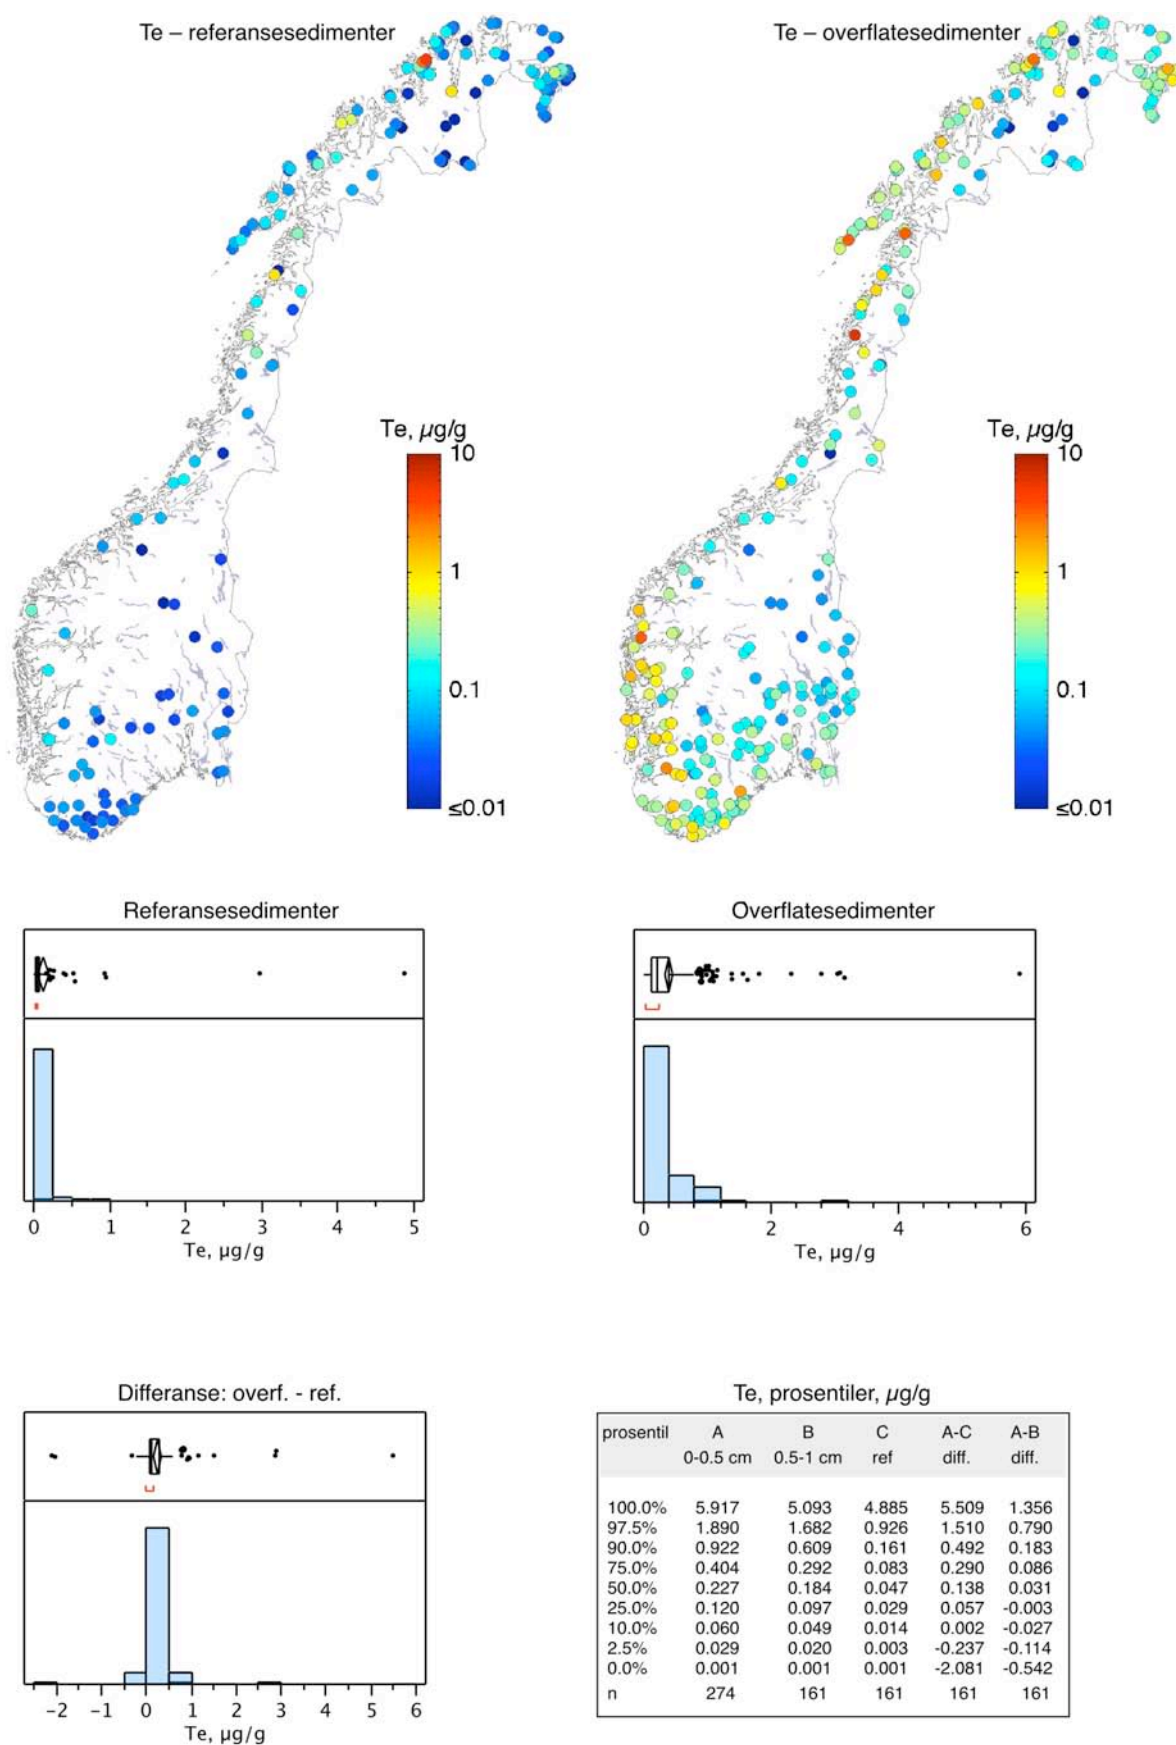 Te – referansesedimenter
Te – overflatesedimenter
Te, µg/g
10
1
0.1
≤0.01
Te, µg/g
10
1
0.1
≤0.01
Referansesedimenter
0 1 2 3 4 5
Te, µg/g
Overflatesedimenter
0 2 4 6
Te, µg/g
Differanse: overf. - ref.
-2 -1 0 1 2 3 4 5 6
Te, µg/g
Te, prosentiler, µg/g
prosentil A B C A-C A-B
0-0.5 cm 0.5-1 cm ref diff. diff.
100.0% 5.917 5.093 4.885 5.509 1.356
97.5% 1.890 1.682 0.926 1.510 0.790
90.0% 0.922 0.609 0.161 0.492 0.183
75.0% 0.404 0.292 0.083 0.290 0.086
50.0% 0.227 0.184 0.047 0.138 0.031
25.0% 0.120 0.097 0.029 0.057 -0.003
10.0% 0.060 0.049 0.014 0.002 -0.027
2.5% 0.029 0.020 0.003 -0.237 -0.114
0.0% 0.001 0.001 0.001 -2.081 -0.542
n 274 161 161 161 161